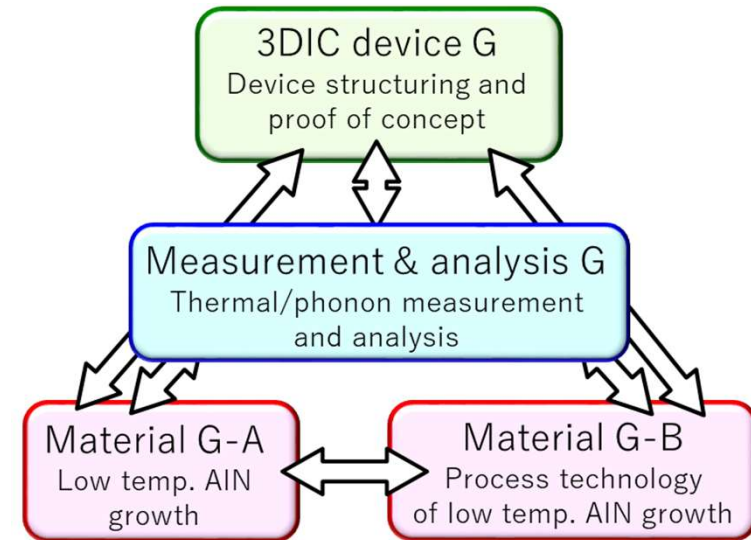 3DIC device G
Device structuring and
proof of concept
Measurement & analysis G
Thermal/phonon measurement
and analysis
Material G-A
Low temp. AlN
growth
Material G-B
Process technology
of low temp. AlN growth